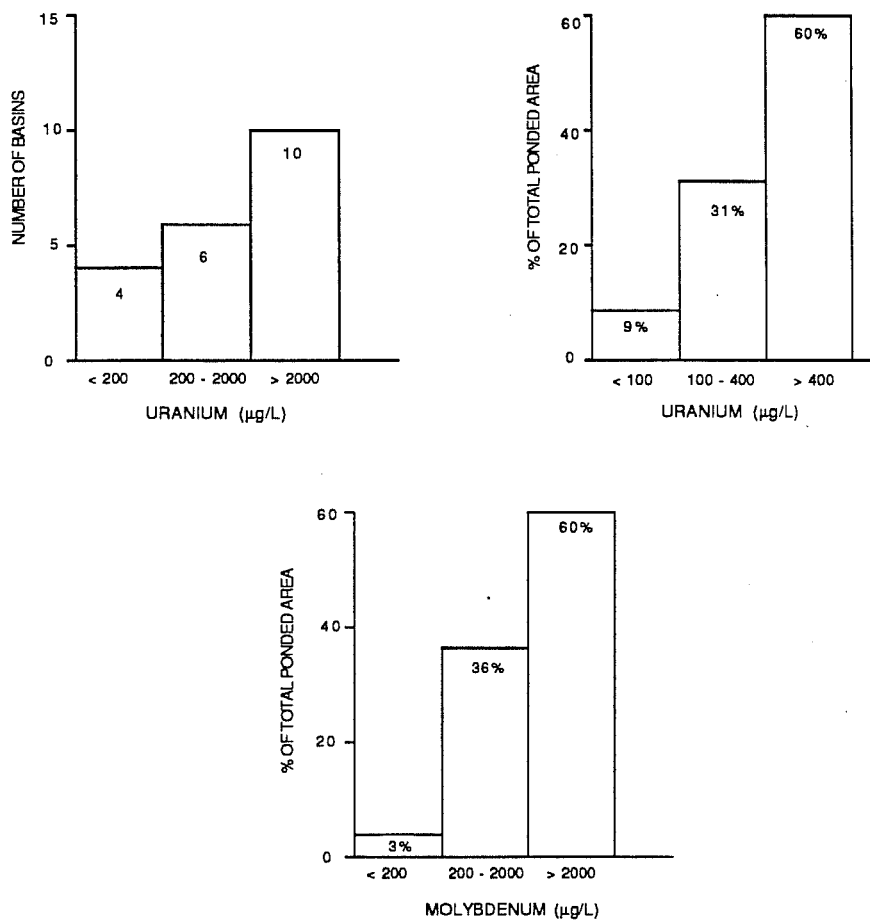 NUMBER OF BASINS
15
10
5
0
4
6
10
< 200 200 - 2000 > 2000
URANIUM (µg/L)
% OF TOTAL PONDED AREA
60
40
20
0
9%
31%
60%
< 100 100 - 400 > 400
URANIUM (µg/L)
% OF TOTAL PONDED AREA
60
40
20
0
3%
36%
60%
< 200 200 - 2000 > 2000
MOLYBDENUM (µg/L)